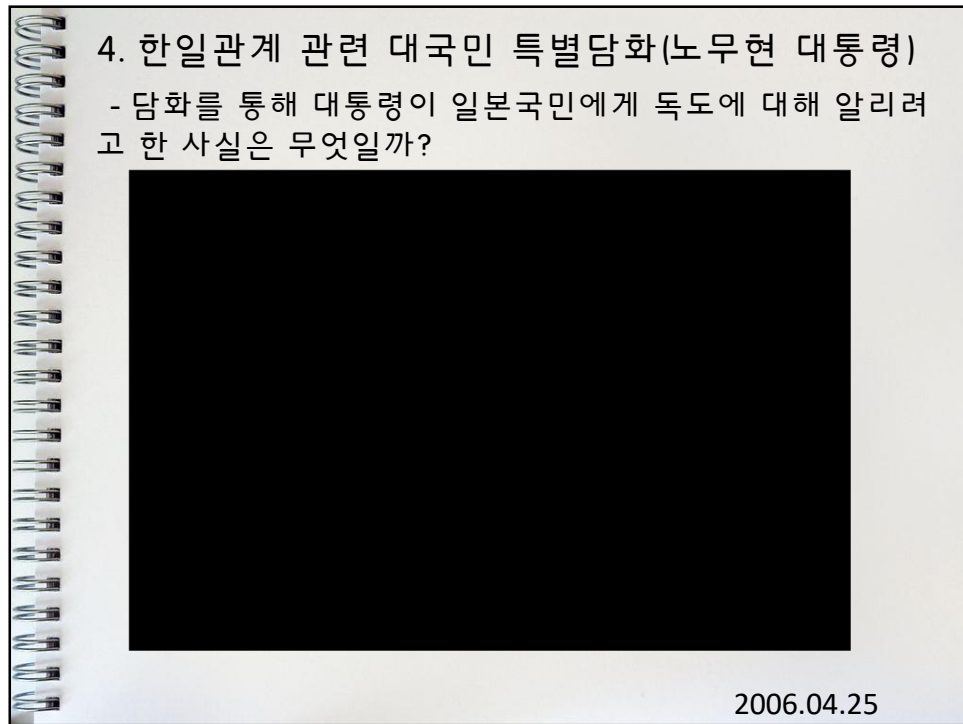 4. 한일관계 관련 대국민 특별담화(노무현 대통령)
- 담화를 통해 대통령이 일본국민에게 독도에 대해 알리려
고 한 사실은 무엇일까?
2006.04.25